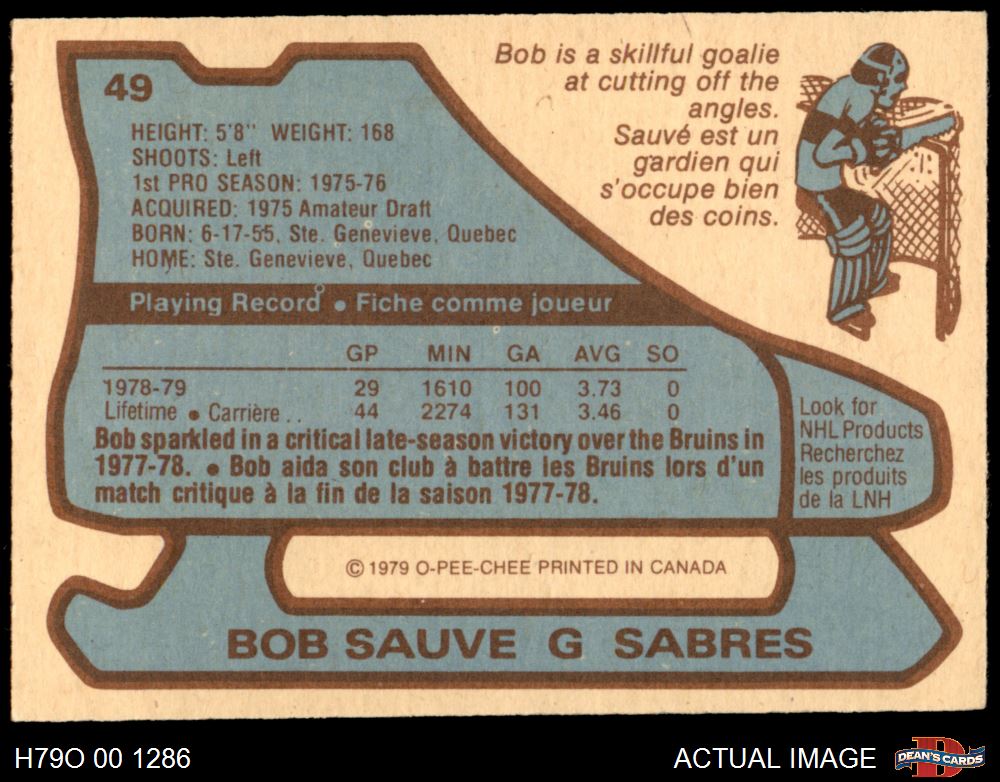 49
HEIGHT: 5'8" WEIGHT: 168
SHOOTS: Left
1st PRO SEASON: 1975-76
ACQUIRED: 1975 Amateur Draft
BORN: 6-17-55, Ste. Genevieve, Quebec
HOME: Ste. Genevieve, Quebec
Bob is a skillful goalie
at cutting off the
angles.
Sauvé est un
gardien qui
s'occupe bien
des coins.
Playing Record • Fiche comme joueur
GP MIN GA AVG SO
1978-79 29 1610 100 3.73 0
Lifetime • Carrière . . 44 2274 131 3.46 0
Bob sparkled in a critical late-season victory over the Bruins in
1977-78. • Bob aida son club à battre les Bruins lors d'un
match critique à la fin de la saison 1977-78.
Look for
NHL Products
Recherchez
les produits
de la LNH
© 1979 O-PEE-CHEE PRINTED IN CANADA
BOB SAUVE G SABRES
H79O 00 1286
ACTUAL IMAGE
D
DEAN'S CARDS